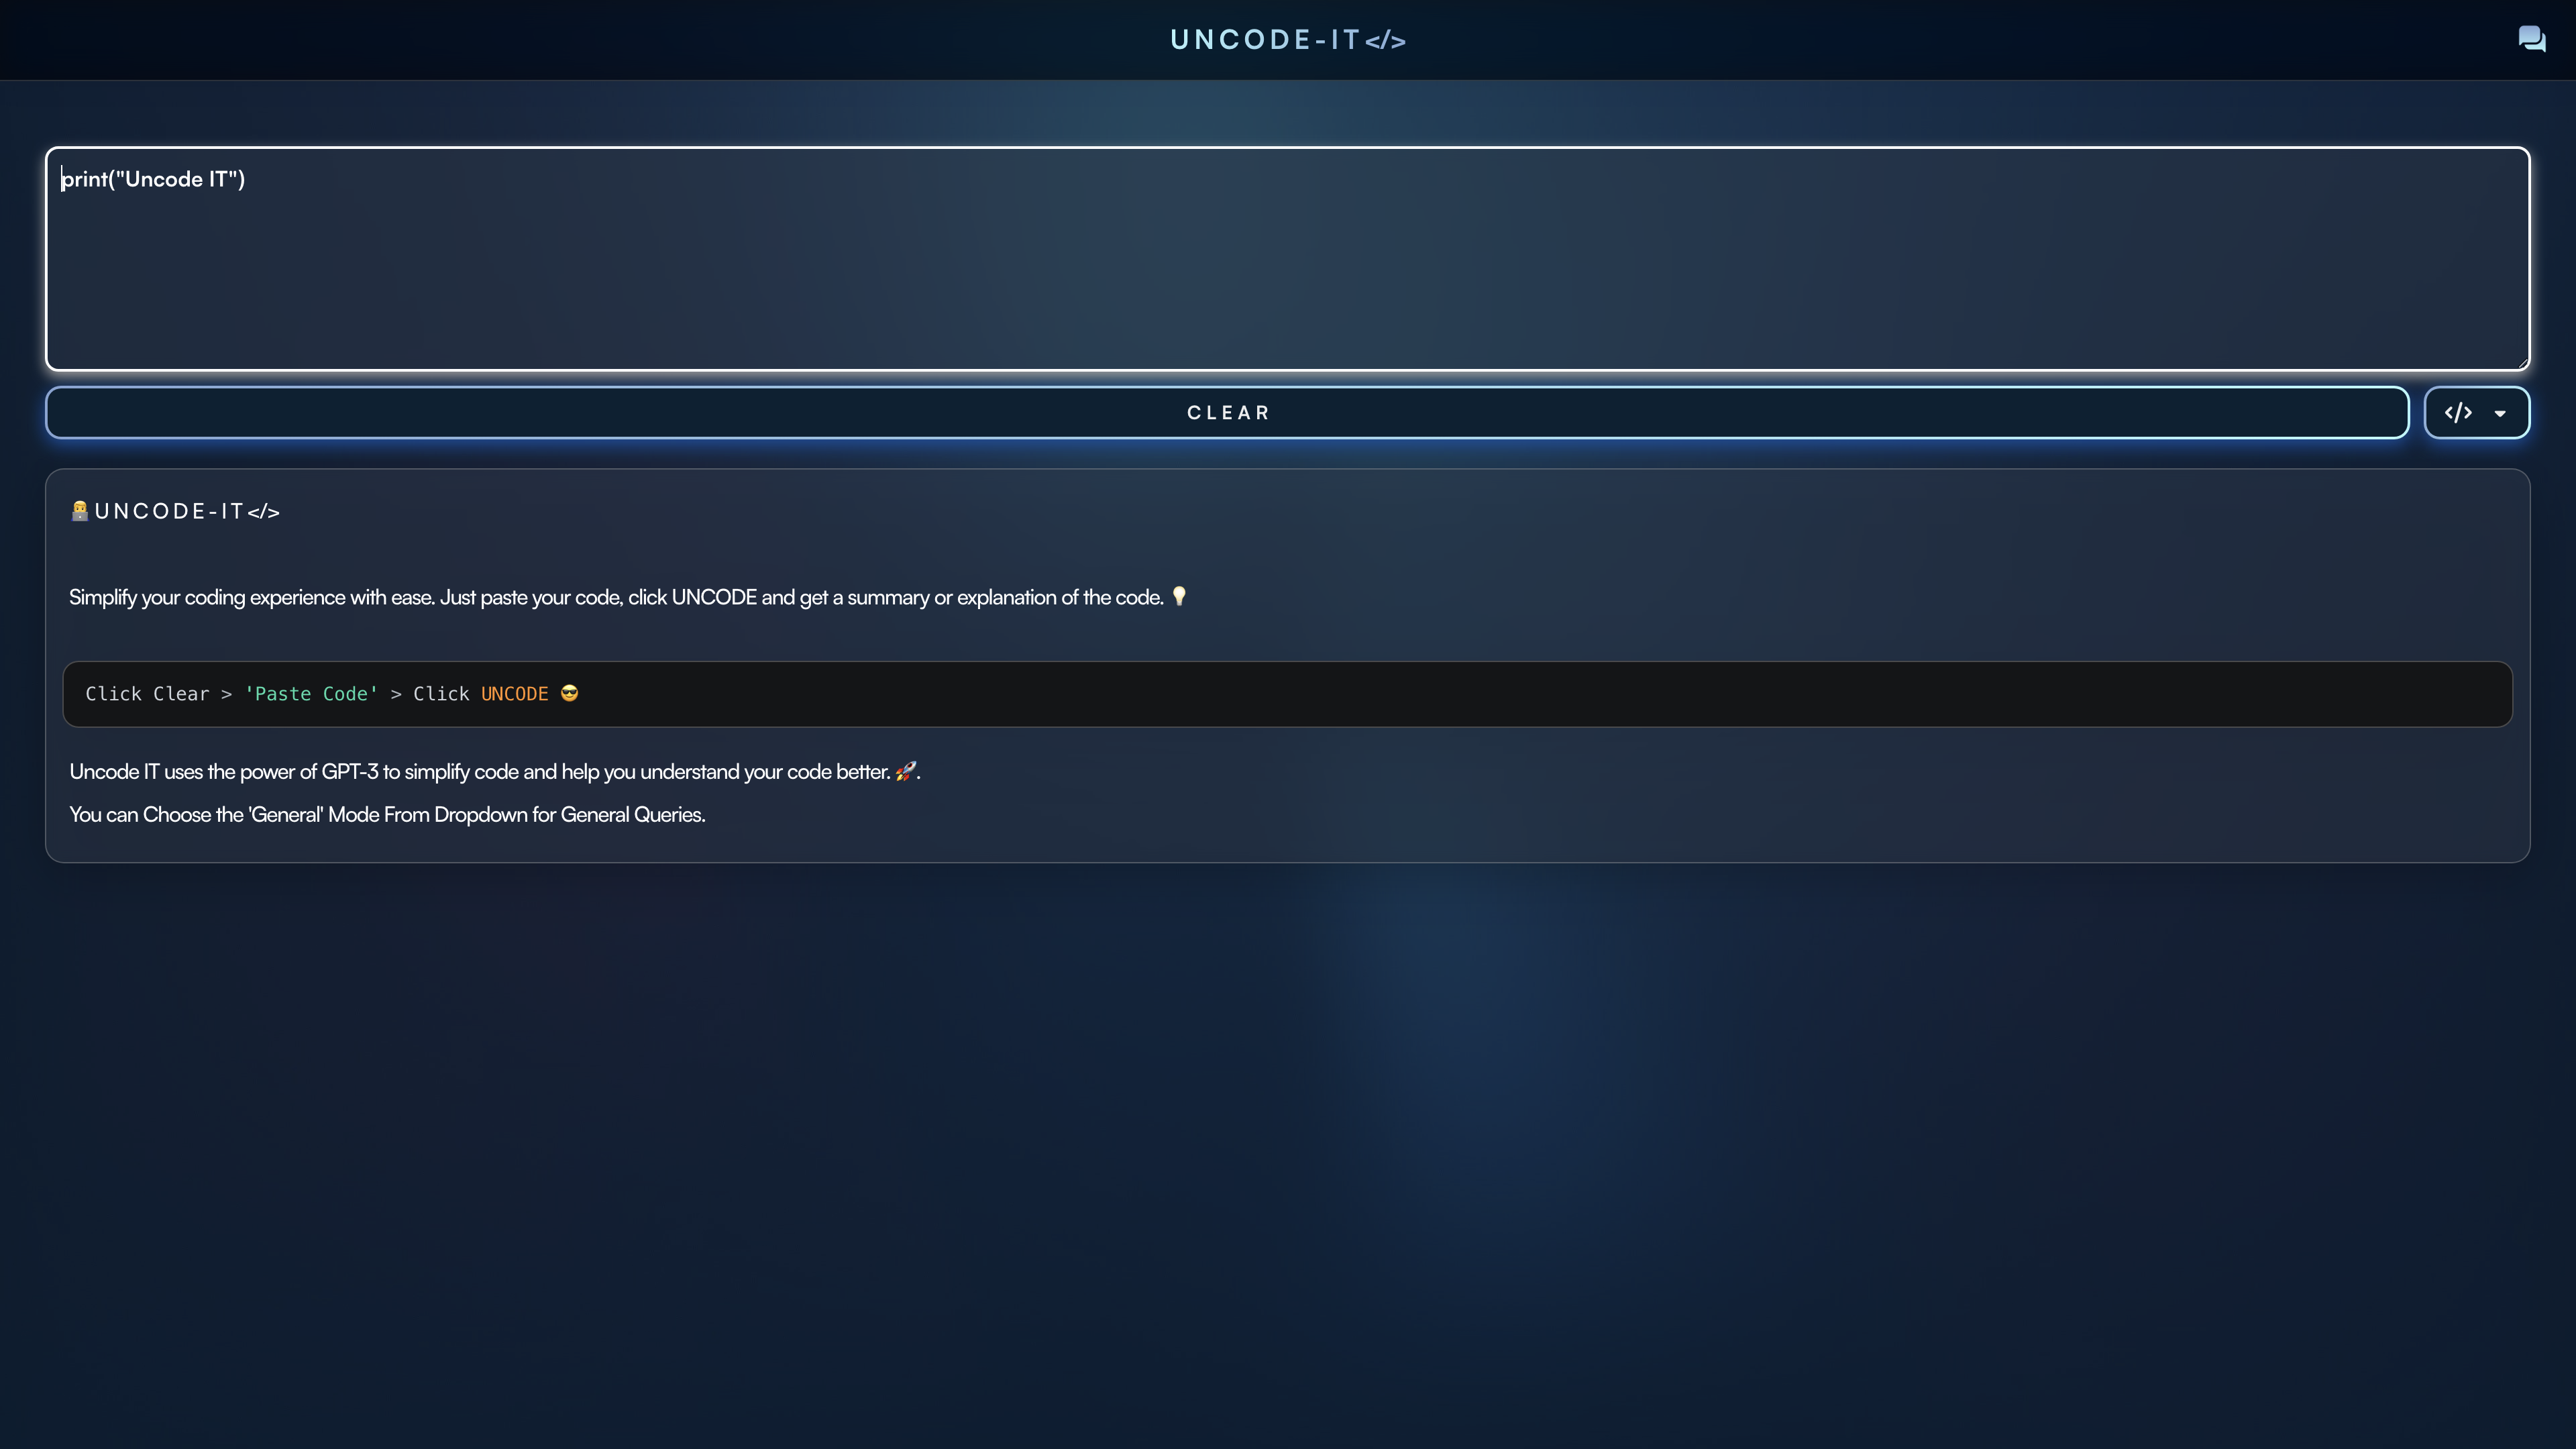 UNCODE-IT</>
print("Uncode IT")
CLEAR
</>
👨‍💻UNCODE-IT</>
Simplify your coding experience with ease. Just paste your code, click UNCODE and get a summary or explanation of the code. 💡
Click Clear > 'Paste Code' > Click UNCODE 😎
Uncode IT uses the power of GPT-3 to simplify code and help you understand your code better. 🚀.
You can Choose the 'General' Mode From Dropdown for General Queries.